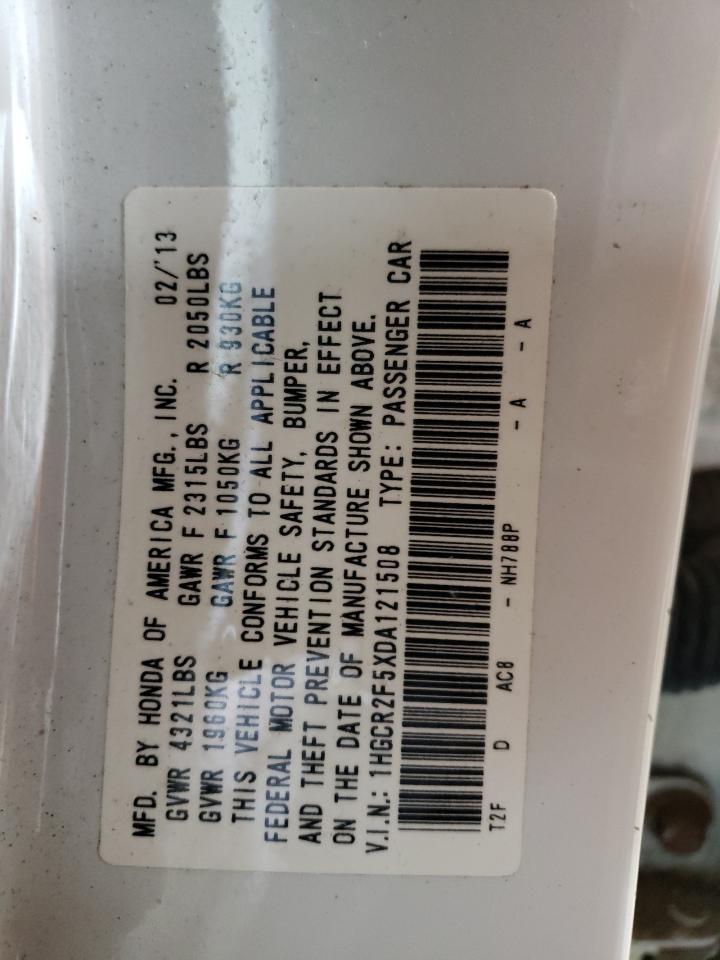 MFD. BY HONDA OF AMERICA MFG., INC. 02/'13
GVWR 4321LBS GAWR F 2315LBS R 2050LBS
GVWR 1960KG GAWR F 1050KG R 930KG
THIS VEHICLE CONFORMS TO ALL APPLICABLE
FEDERAL MOTOR VEHICLE SAFETY, BUMPER,
AND THEFT PREVENTION STANDARDS IN EFFECT
ON THE DATE OF MANUFACTURE SHOWN ABOVE.
V.I.N.: 1HGCR2F5XDA121508 TYPE: PASSENGER CAR
T2F D AC8 - NH788P - A - A